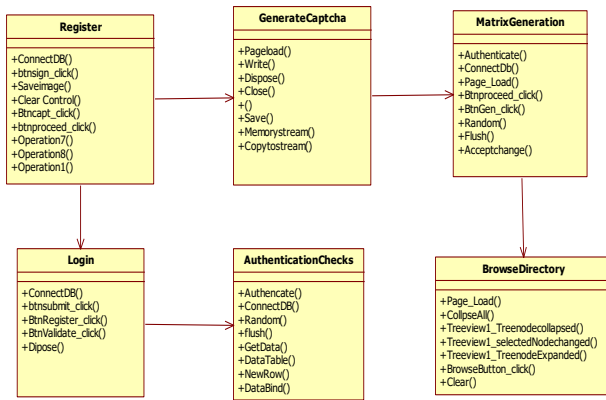 Register
+ConnectDB()
+btnsign_click()
+Saveimage()
+Clear Control()
+Btncapt_click()
+btnproceed_click()
+Operation7()
+Operation8()
+Operation1()
GenerateCaptcha
+Pageload()
+Write()
+Dispose()
+Close()
+()
+Save()
+Memorystream()
+Copytostream()
MatrixGeneration
+Authenticate()
+ConnectDb()
+Page_Load()
+Btnproceed_click()
+BtnGen_click()
+Random()
+Flush()
+Acceptchange()
Login
+ConnectDB()
+btnsubmit_click()
+BtnRegister_click()
+BtnValidate_click()
+Dipose()
AuthenticationChecks
+Authencate()
+ConnectDB()
+Random()
+flush()
+GetData()
+DataTable()
+NewRow()
+DataBind()
BrowseDirectory
+Page_Load()
+CollpseAll()
+Treeview1_Treenodecollapsed()
+Treeview1_selectedNodechanged()
+Treeview1_TreenodeExpanded()
+BrowseButton_click()
+Clear()